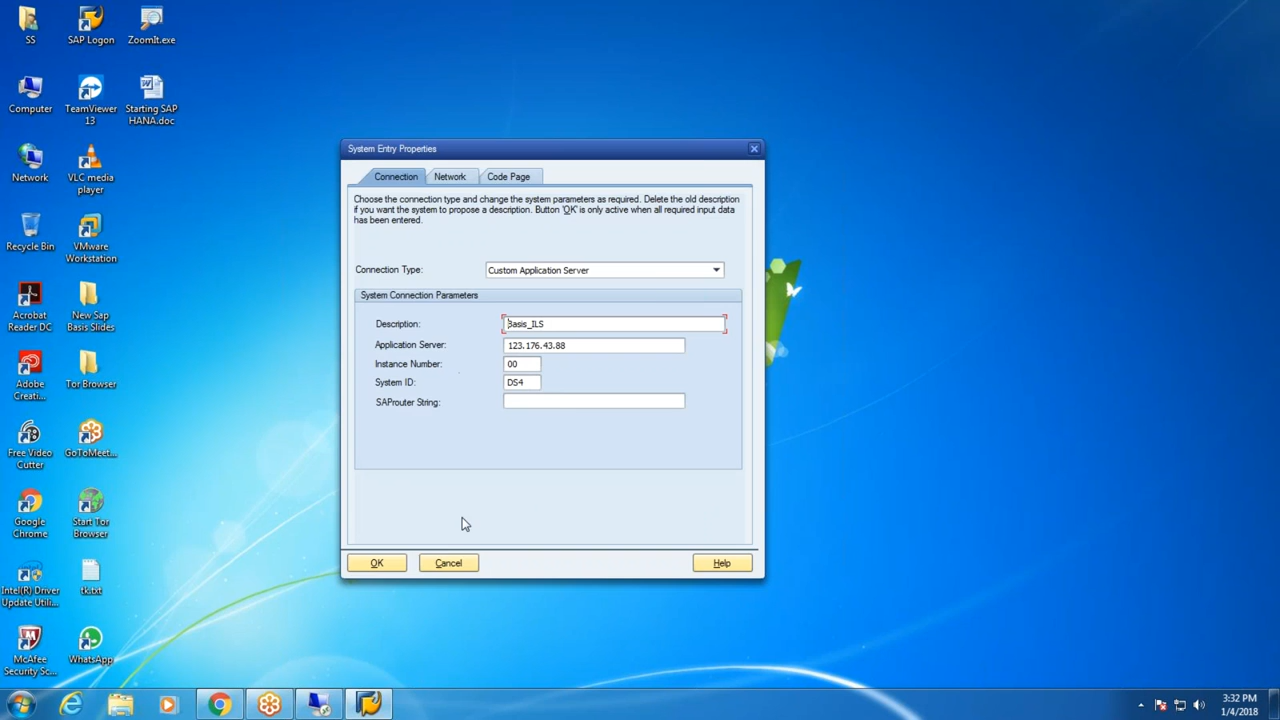 SS
SAP Logon
ZoomIt.exe
Computer
TeamViewer
13
Starting SAP
HANA.doc
Network
VLC media
player
Recycle Bin
VMware
Workstation
Acrobat
Reader DC
New Sap
Basis Slides
Adobe
Creati...
Tor Browser
Free Video
Cutter
GoToMeet...
Google
Chrome
Start Tor
Browser
Intel(R) Driver
Update Utili...
tk.txt
McAfee
Security Sc...
WhatsApp
System Entry Properties
Connection
Network
Code Page
Choose the connection type and change the system parameters as required. Delete the old description
if you want the system to propose a description. Button 'OK' is only active when all required input data
has been entered.
Connection Type:
Custom Application Server
System Connection Parameters
Description:
Basis_ILS
Application Server:
123.176.43.88
Instance Number:
00
System ID:
DS4
SAProuter String:
OK
Cancel
Help
3:32 PM
1/4/2018